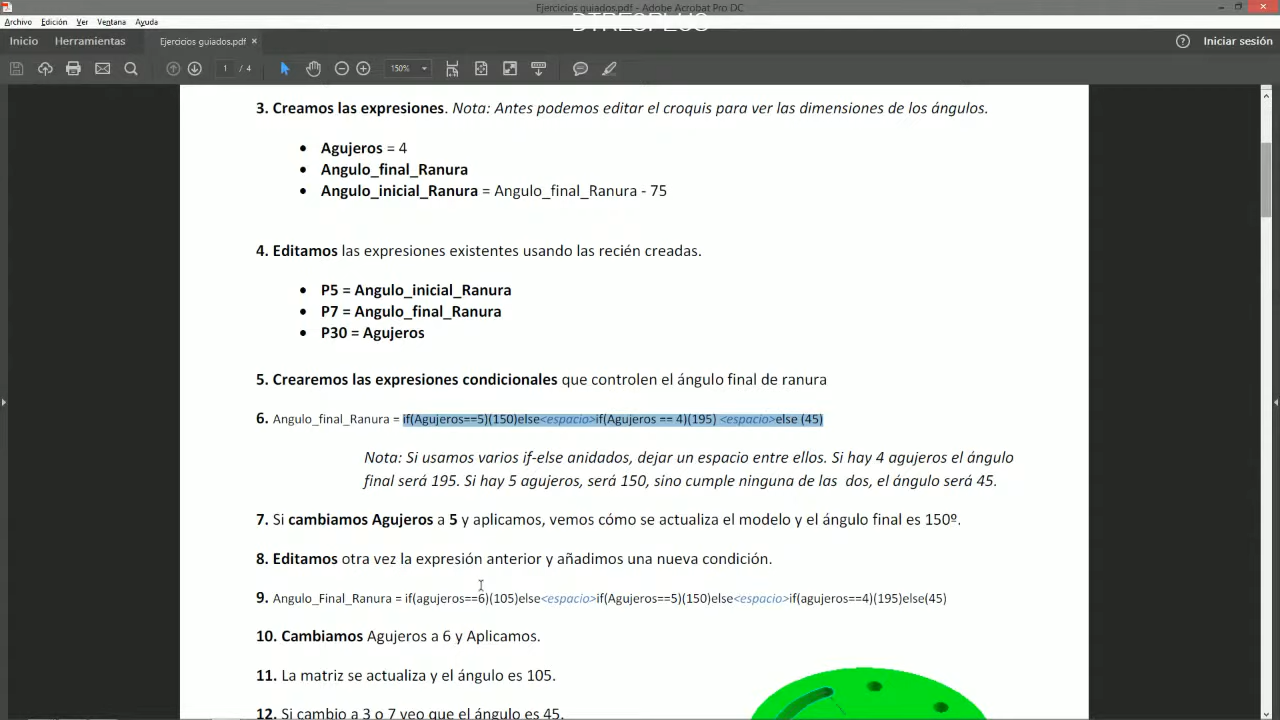 Ejercicios guiados.pdf - Adobe Acrobat Pro DC
DTRESPLUS
Archivo Edición Ver Ventana Ayuda
Inicio Herramientas Ejercicios guiados.pdf × Iniciar sesión
1 / 4 150%
3. Creamos las expresiones. Nota: Antes podemos editar el croquis para ver las dimensiones de los ángulos.
• Agujeros = 4
• Angulo_final_Ranura
• Angulo_inicial_Ranura = Angulo_final_Ranura - 75
4. Editamos las expresiones existentes usando las recién creadas.
• P5 = Angulo_inicial_Ranura
• P7 = Angulo_final_Ranura
• P30 = Agujeros
5. Crearemos las expresiones condicionales que controlen el ángulo final de ranura
6. Angulo_final_Ranura = if(Agujeros==5)(150)else<espacio>if(Agujeros == 4)(195) <espacio>else (45)
Nota: Si usamos varios if-else anidados, dejar un espacio entre ellos. Si hay 4 agujeros el ángulo
final será 195. Si hay 5 agujeros, será 150, sino cumple ninguna de las dos, el ángulo será 45.
7. Si cambiamos Agujeros a 5 y aplicamos, vemos cómo se actualiza el modelo y el ángulo final es 150º.
8. Editamos otra vez la expresión anterior y añadimos una nueva condición.
9. Angulo_Final_Ranura = if(agujeros==6)(105)else<espacio>if(Agujeros==5)(150)else<espacio>if(agujeros==4)(195)else(45)
10. Cambiamos Agujeros a 6 y Aplicamos.
11. La matriz se actualiza y el ángulo es 105.
12. Si cambio a 3 o 7 veo que el ángulo es 45.